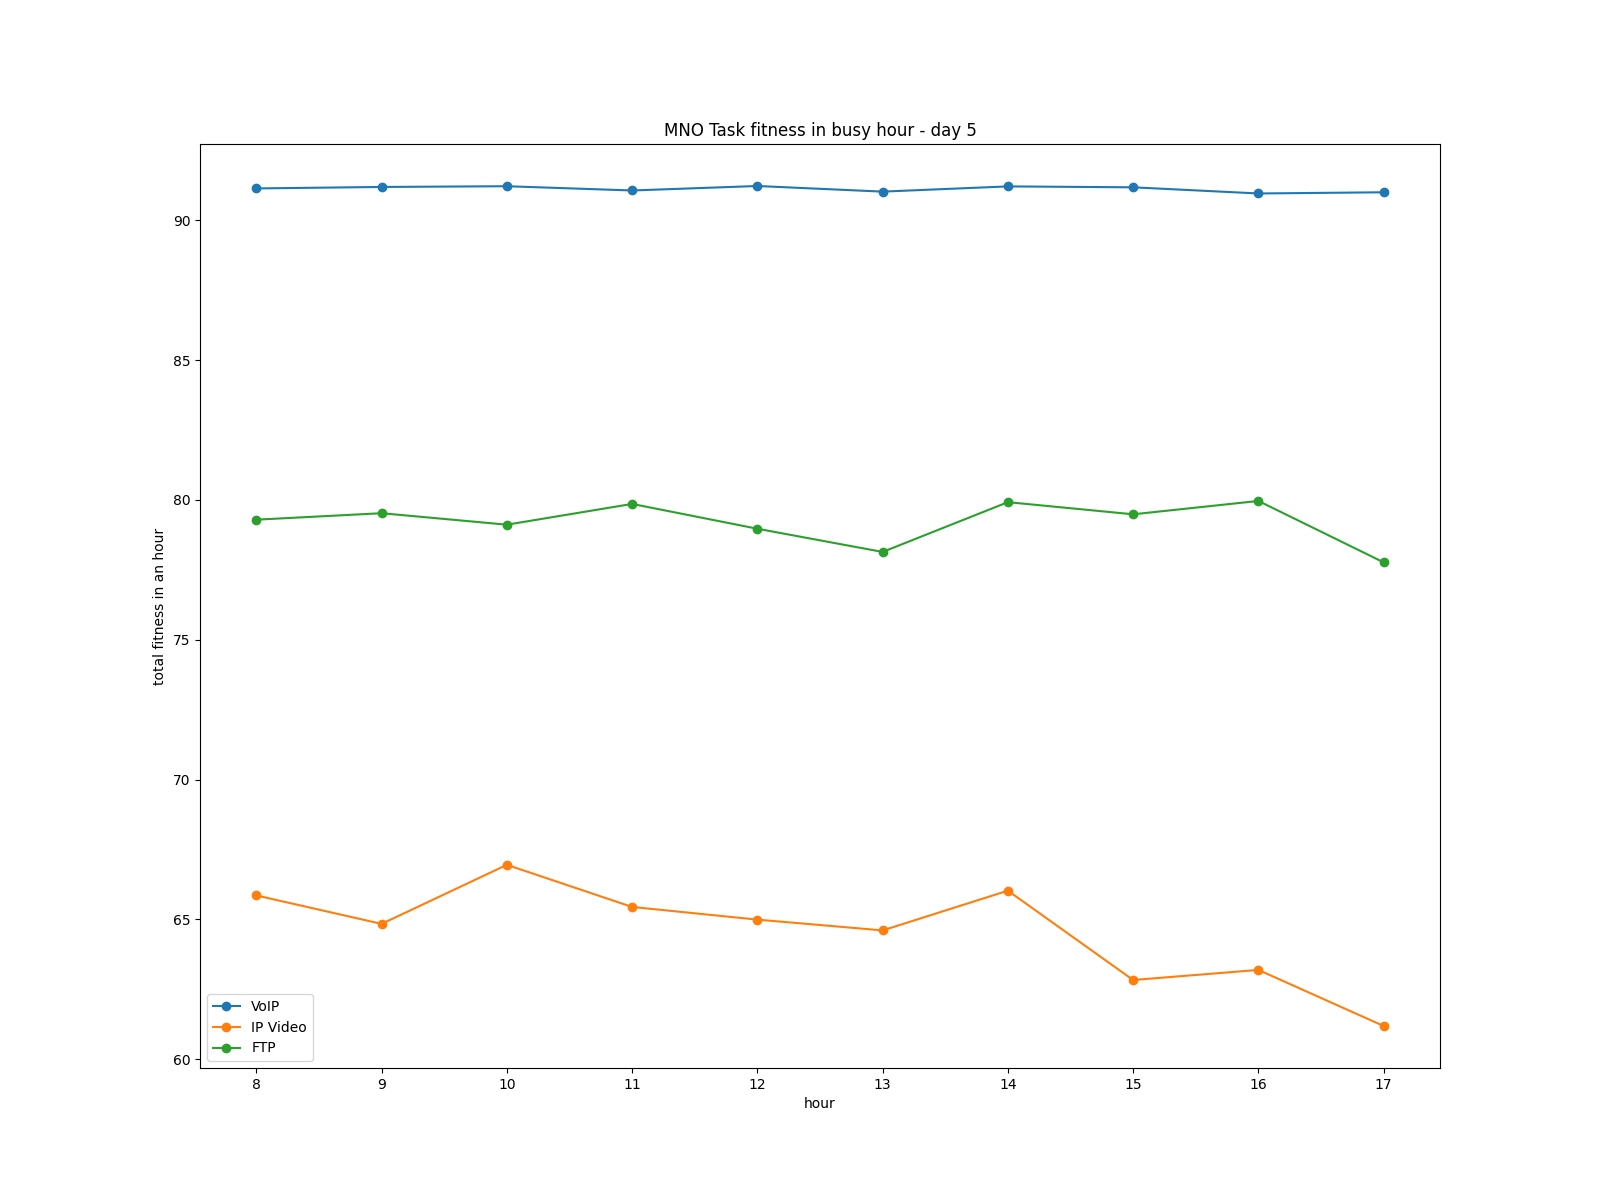 MNO Task fitness in busy hour - day 5
90
85
80
75
70
65
60
total fitness in an hour
VoIP
IP Video
FTP
8 9 10 11 12 13 14 15 16 17
hour